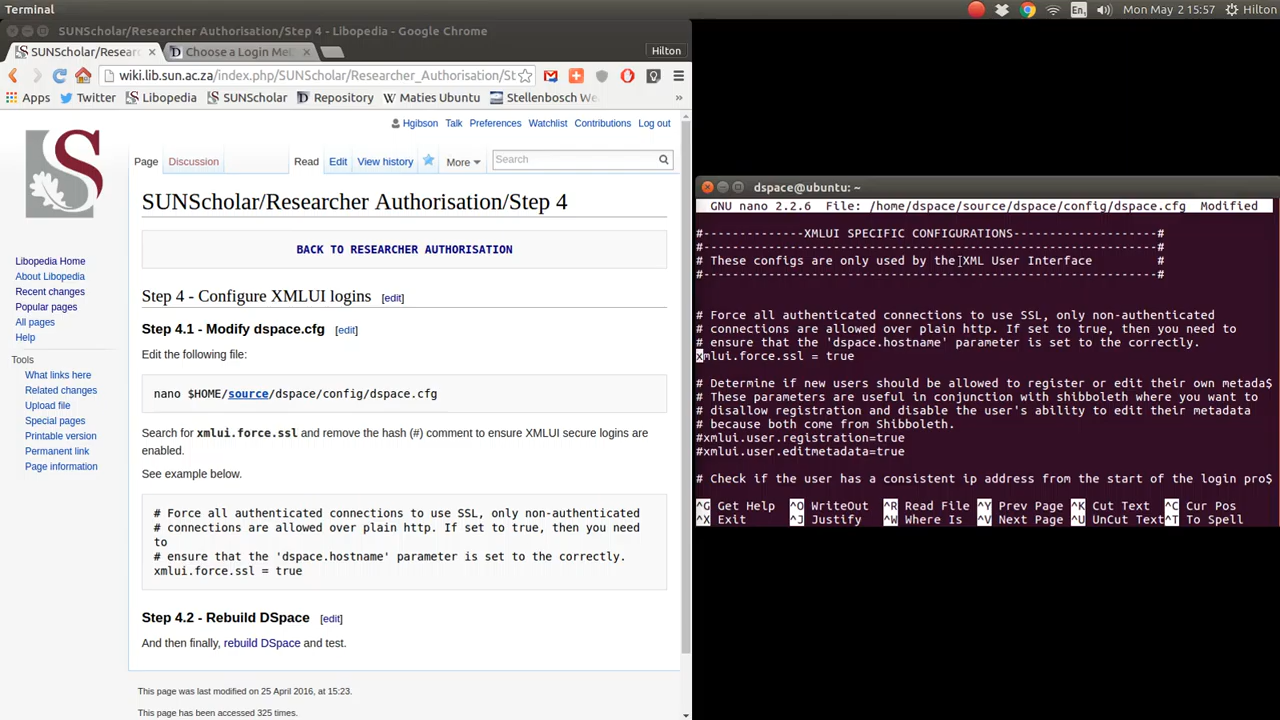 Terminal
En
Mon May 2 15:57
Hilton
SUNScholar/Researcher Authorisation/Step 4 - Libopedia - Google Chrome
SUNScholar/Resear
Choose a Login Me
Hilton
wiki.lib.sun.ac.za/index.php/SUNScholar/Researcher_Authorisation/St
Apps
Twitter
Libopedia
SUNScholar
Repository
Maties Ubuntu
Stellenbosch We
»
Hgibson
Talk
Preferences
Watchlist
Contributions
Log out
Page
Discussion
Read
Edit
View history
More
Search
SUNScholar/Researcher Authorisation/Step 4
BACK TO RESEARCHER AUTHORISATION
Libopedia Home
About Libopedia
Recent changes
Popular pages
All pages
Help
Tools
What links here
Related changes
Upload file
Special pages
Printable version
Permanent link
Page information
Step 4 - Configure XMLUI logins [edit]
Step 4.1 - Modify dspace.cfg [edit]
Edit the following file:
nano $HOME/source/dspace/config/dspace.cfg
Search for xmlui.force.ssl and remove the hash (#) comment to ensure XMLUI secure logins are
enabled.
See example below.
# Force all authenticated connections to use SSL, only non-authenticated
# connections are allowed over plain http. If set to true, then you need
to
# ensure that the 'dspace.hostname' parameter is set to the correctly.
xmlui.force.ssl = true
Step 4.2 - Rebuild DSpace [edit]
And then finally, rebuild DSpace and test.
This page was last modified on 25 April 2016, at 15:23.
This page has been accessed 325 times.
dspace@ubuntu: ~
GNU nano 2.2.6 File: /home/dspace/source/dspace/config/dspace.cfg Modified
#--------------XMLUI SPECIFIC CONFIGURATIONS--------------------#
#---------------------------------------------------------------#
# These configs are only used by the XML User Interface #
#---------------------------------------------------------------#
# Force all authenticated connections to use SSL, only non-authenticated
# connections are allowed over plain http. If set to true, then you need to
# ensure that the 'dspace.hostname' parameter is set to the correctly.
xmlui.force.ssl = true
# Determine if new users should be allowed to register or edit their own metada$
# These parameters are useful in conjunction with shibboleth where you want to
# disallow registration and disable the user's ability to edit their metadata
# because both come from Shibboleth.
#xmlui.user.registration=true
#xmlui.user.editmetadata=true
# Check if the user has a consistent ip address from the start of the login pro$
^G Get Help ^O WriteOut ^R Read File ^Y Prev Page ^K Cut Text ^C Cur Pos
^X Exit ^J Justify ^W Where Is ^V Next Page ^U UnCut Text ^T To Spell